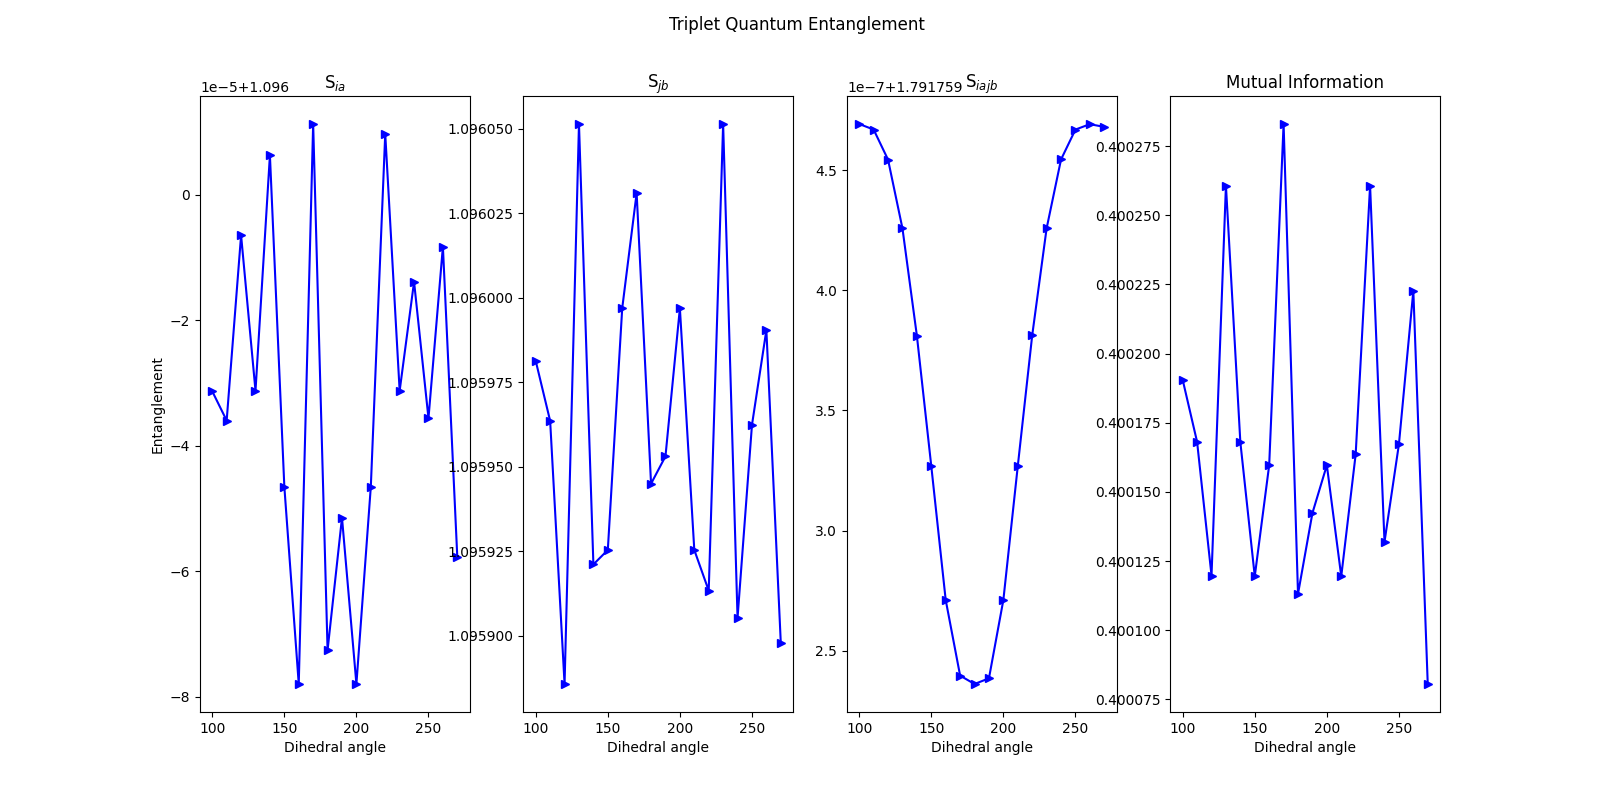 Triplet Quantum Entanglement
1e−5+1.096
S_ia
0
−2
−4
−6
−8
Entanglement
100 150 200 250
Dihedral angle
S_jb
1.096050
1.096025
1.096000
1.095975
1.095950
1.095925
1.095900
100 150 200 250
Dihedral angle
1e−7+1.791759 S_iajb
4.5
4.0
3.5
3.0
2.5
100 150 200 250
Dihedral angle
Mutual Information
0.400275
0.400250
0.400225
0.400200
0.400175
0.400150
0.400125
0.400100
0.400075
100 150 200 250
Dihedral angle